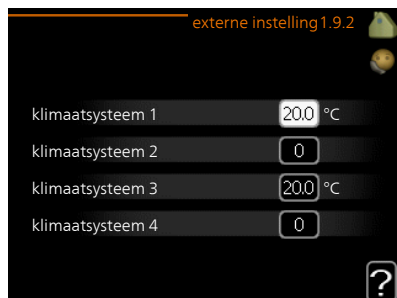 externe instelling 1.9.2
klimaatsysteem 1 20.0 °C
klimaatsysteem 2 0
klimaatsysteem 3 20.0 °C
klimaatsysteem 4 0
?